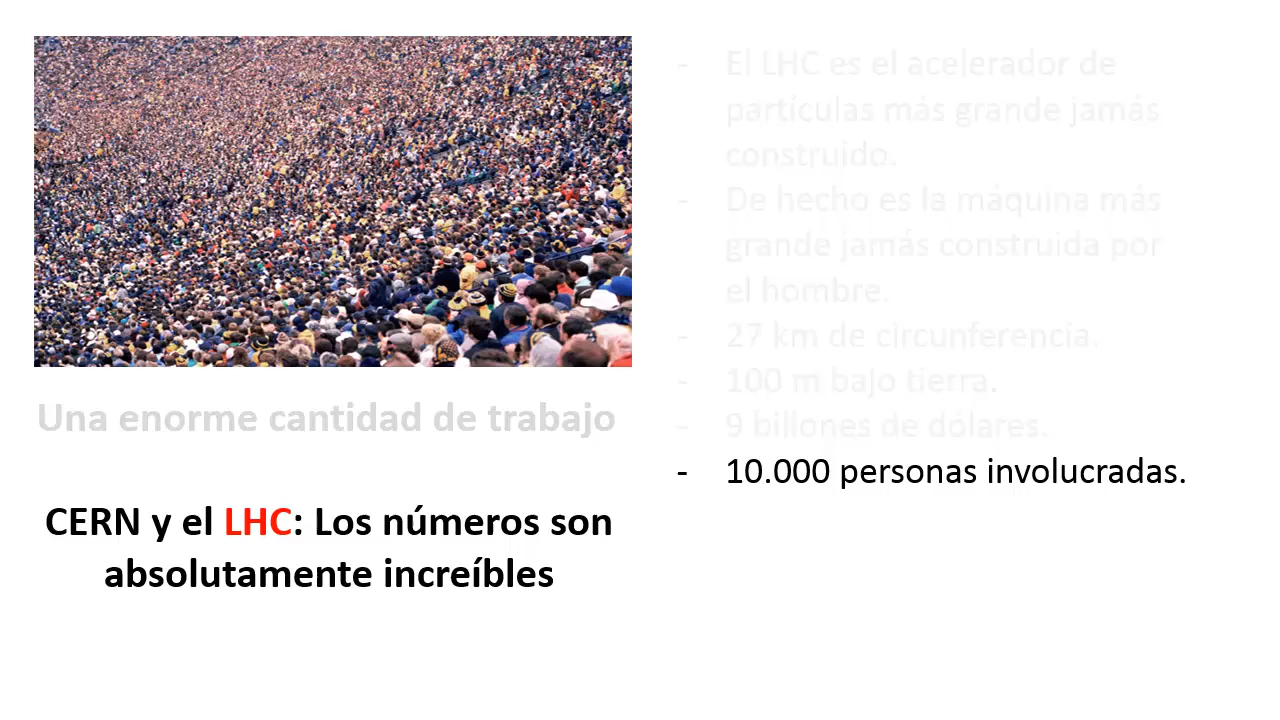 Una enorme cantidad de trabajo
CERN y el LHC: Los números son
absolutamente increíbles
- El LHC es el acelerador de
partículas más grande jamás
construido.
- De hecho es la máquina más
grande jamás construida por
el hombre.
- 27 km de circunferencia.
- 100 m bajo tierra.
- 9 billones de dólares.
- 10.000 personas involucradas.